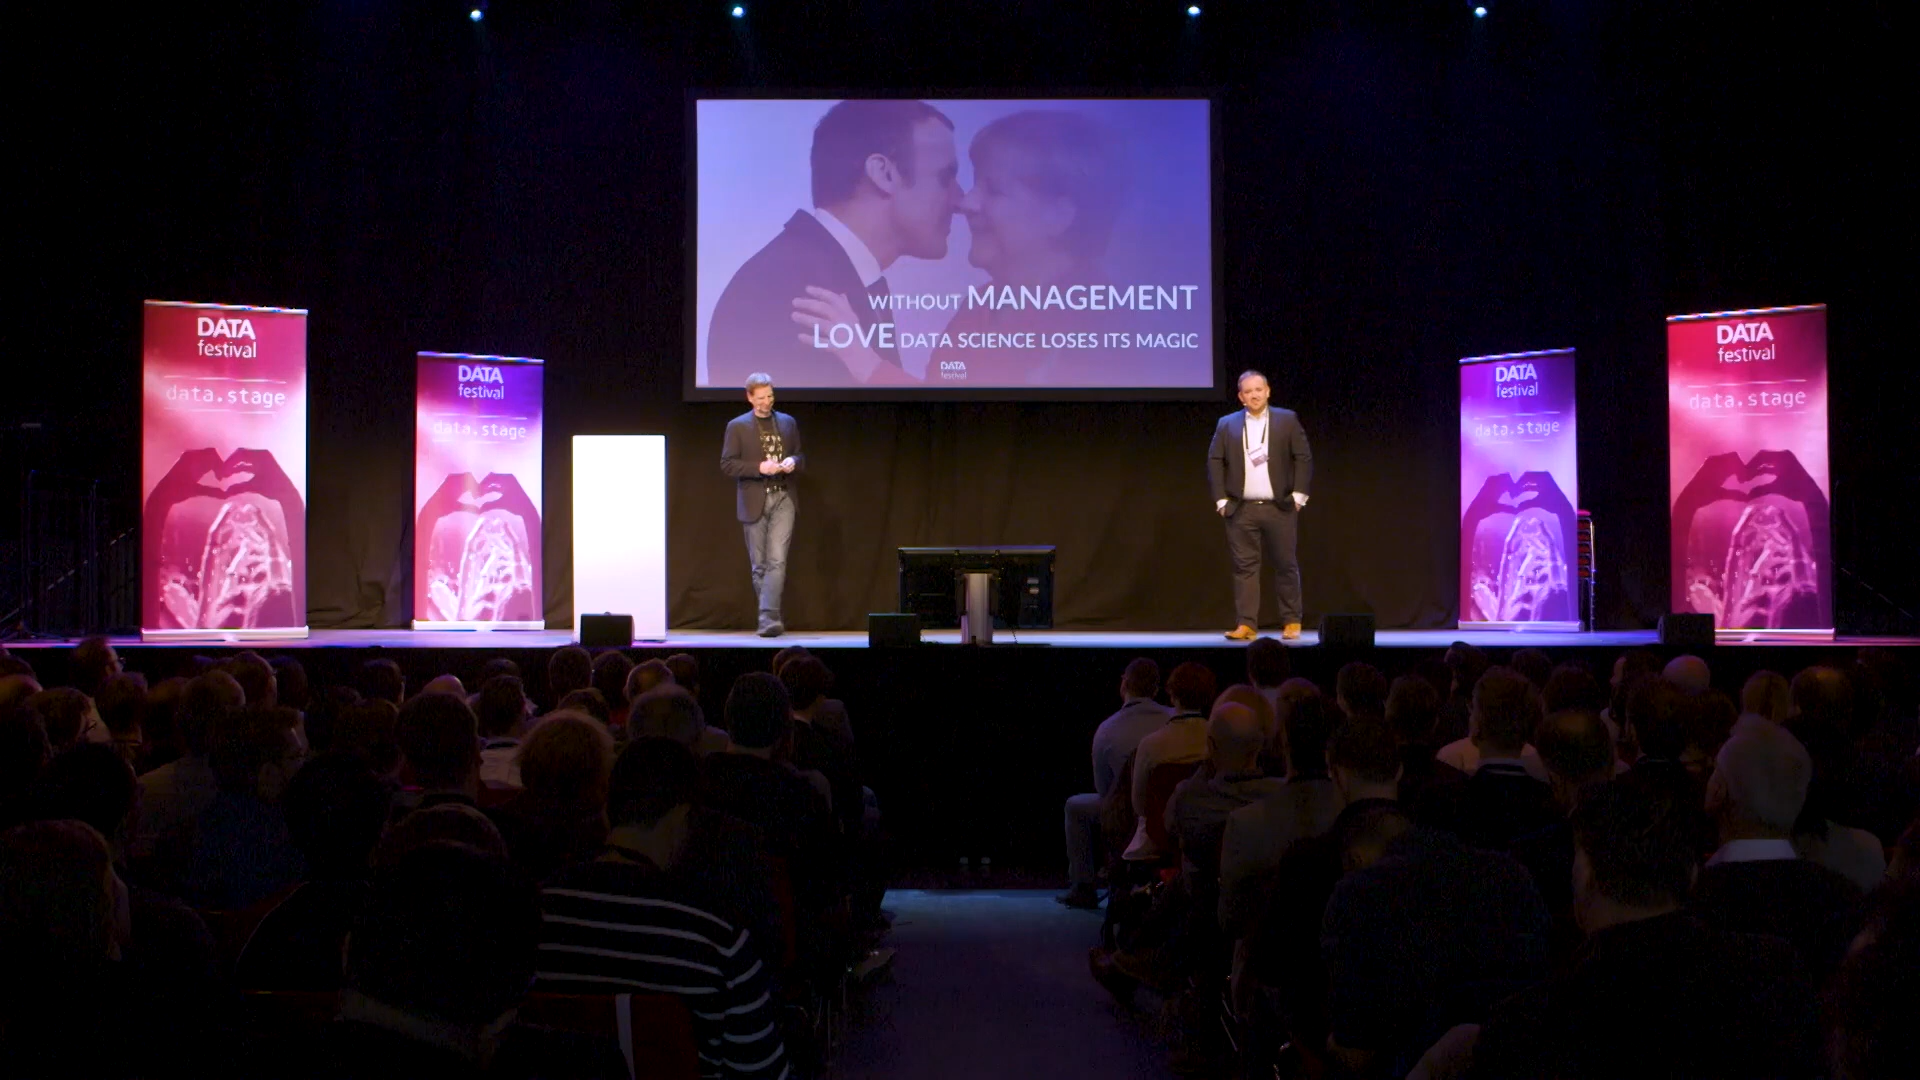 WITHOUT MANAGEMENT
LOVE DATA SCIENCE LOSES ITS MAGIC
DATA
festival
DATA
festival
data.stage
DATA
festival
data.stage
DATA
festival
data.stage
DATA
festival
data.stage